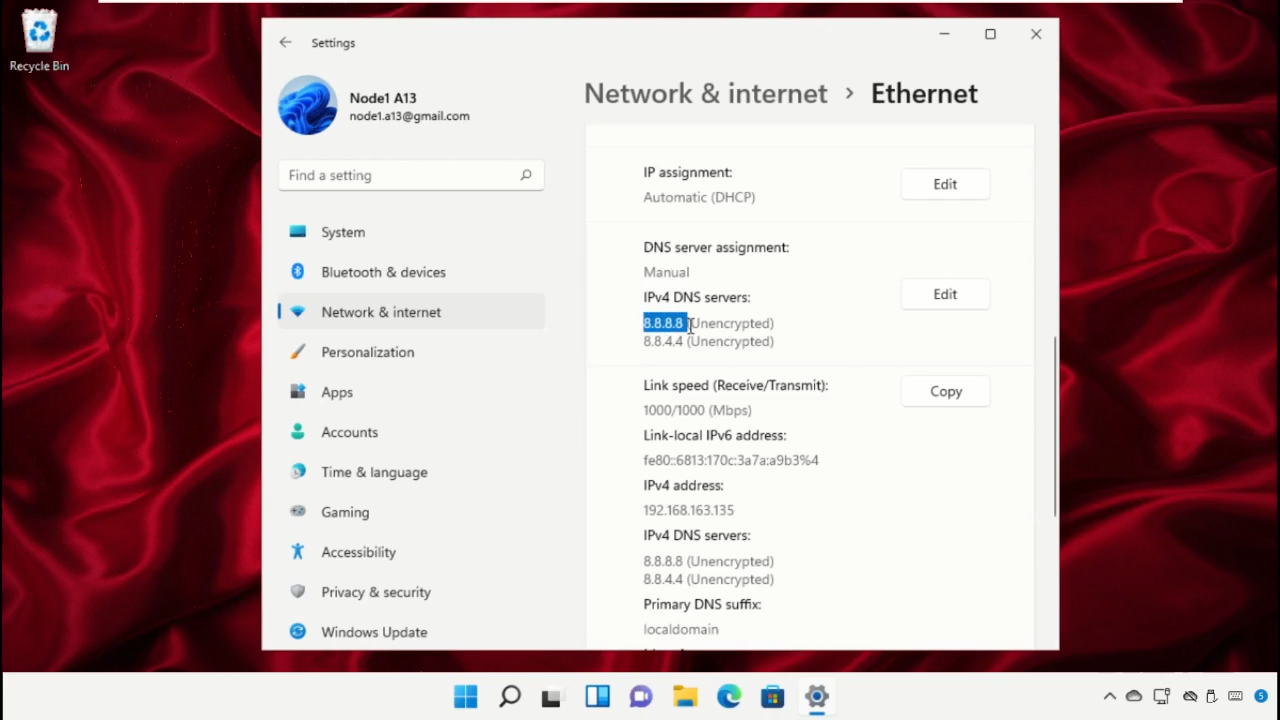 Recycle Bin
Settings
Node1 A13
node1.a13@gmail.com
Find a setting
System
Bluetooth & devices
Network & internet
Personalization
Apps
Accounts
Time & language
Gaming
Accessibility
Privacy & security
Windows Update
Network & internet › Ethernet
IP assignment:
Automatic (DHCP)
Edit
DNS server assignment:
Manual
IPv4 DNS servers:
8.8.8.8 (Unencrypted)
8.8.4.4 (Unencrypted)
Edit
Link speed (Receive/Transmit):
1000/1000 (Mbps)
Copy
Link-local IPv6 address:
fe80::6813:170c:3a7a:a9b3%4
IPv4 address:
192.168.163.135
IPv4 DNS servers:
8.8.8.8 (Unencrypted)
8.8.4.4 (Unencrypted)
Primary DNS suffix:
localdomain
5